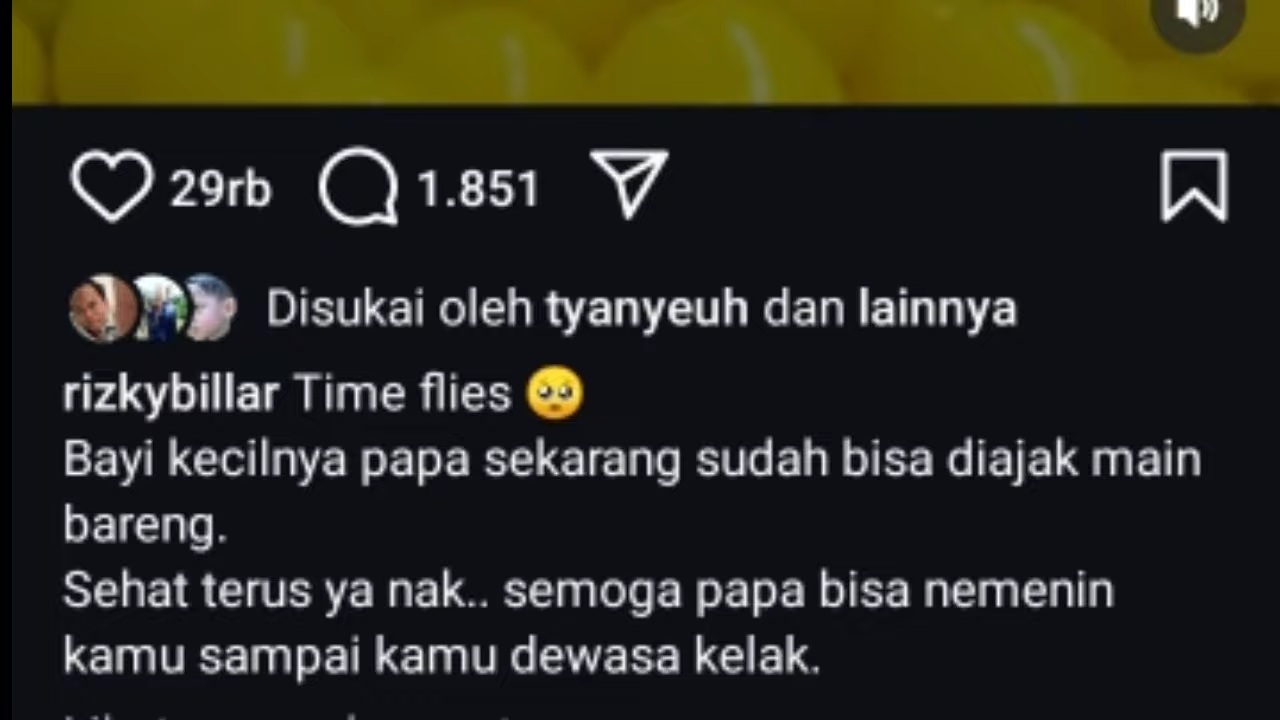 29rb 1.851
Disukai oleh tyanyeuh dan lainnya
rizkybillar Time flies 🥺
Bayi kecilnya papa sekarang sudah bisa diajak main
bareng.
Sehat terus ya nak.. semoga papa bisa nemenin
kamu sampai kamu dewasa kelak.